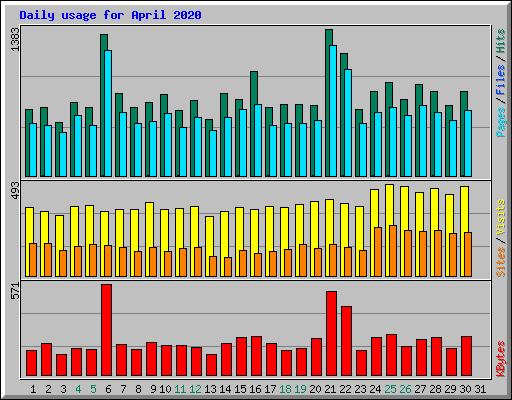 Daily usage for April 2020
1383
Pages / Files / Hits
493
Sites / Visits
571
KBytes
1 2 3 4 5 6 7 8 9 10 11 12 13 14 15 16 17 18 19 20 21 22 23 24 25 26 27 28 29 30 31